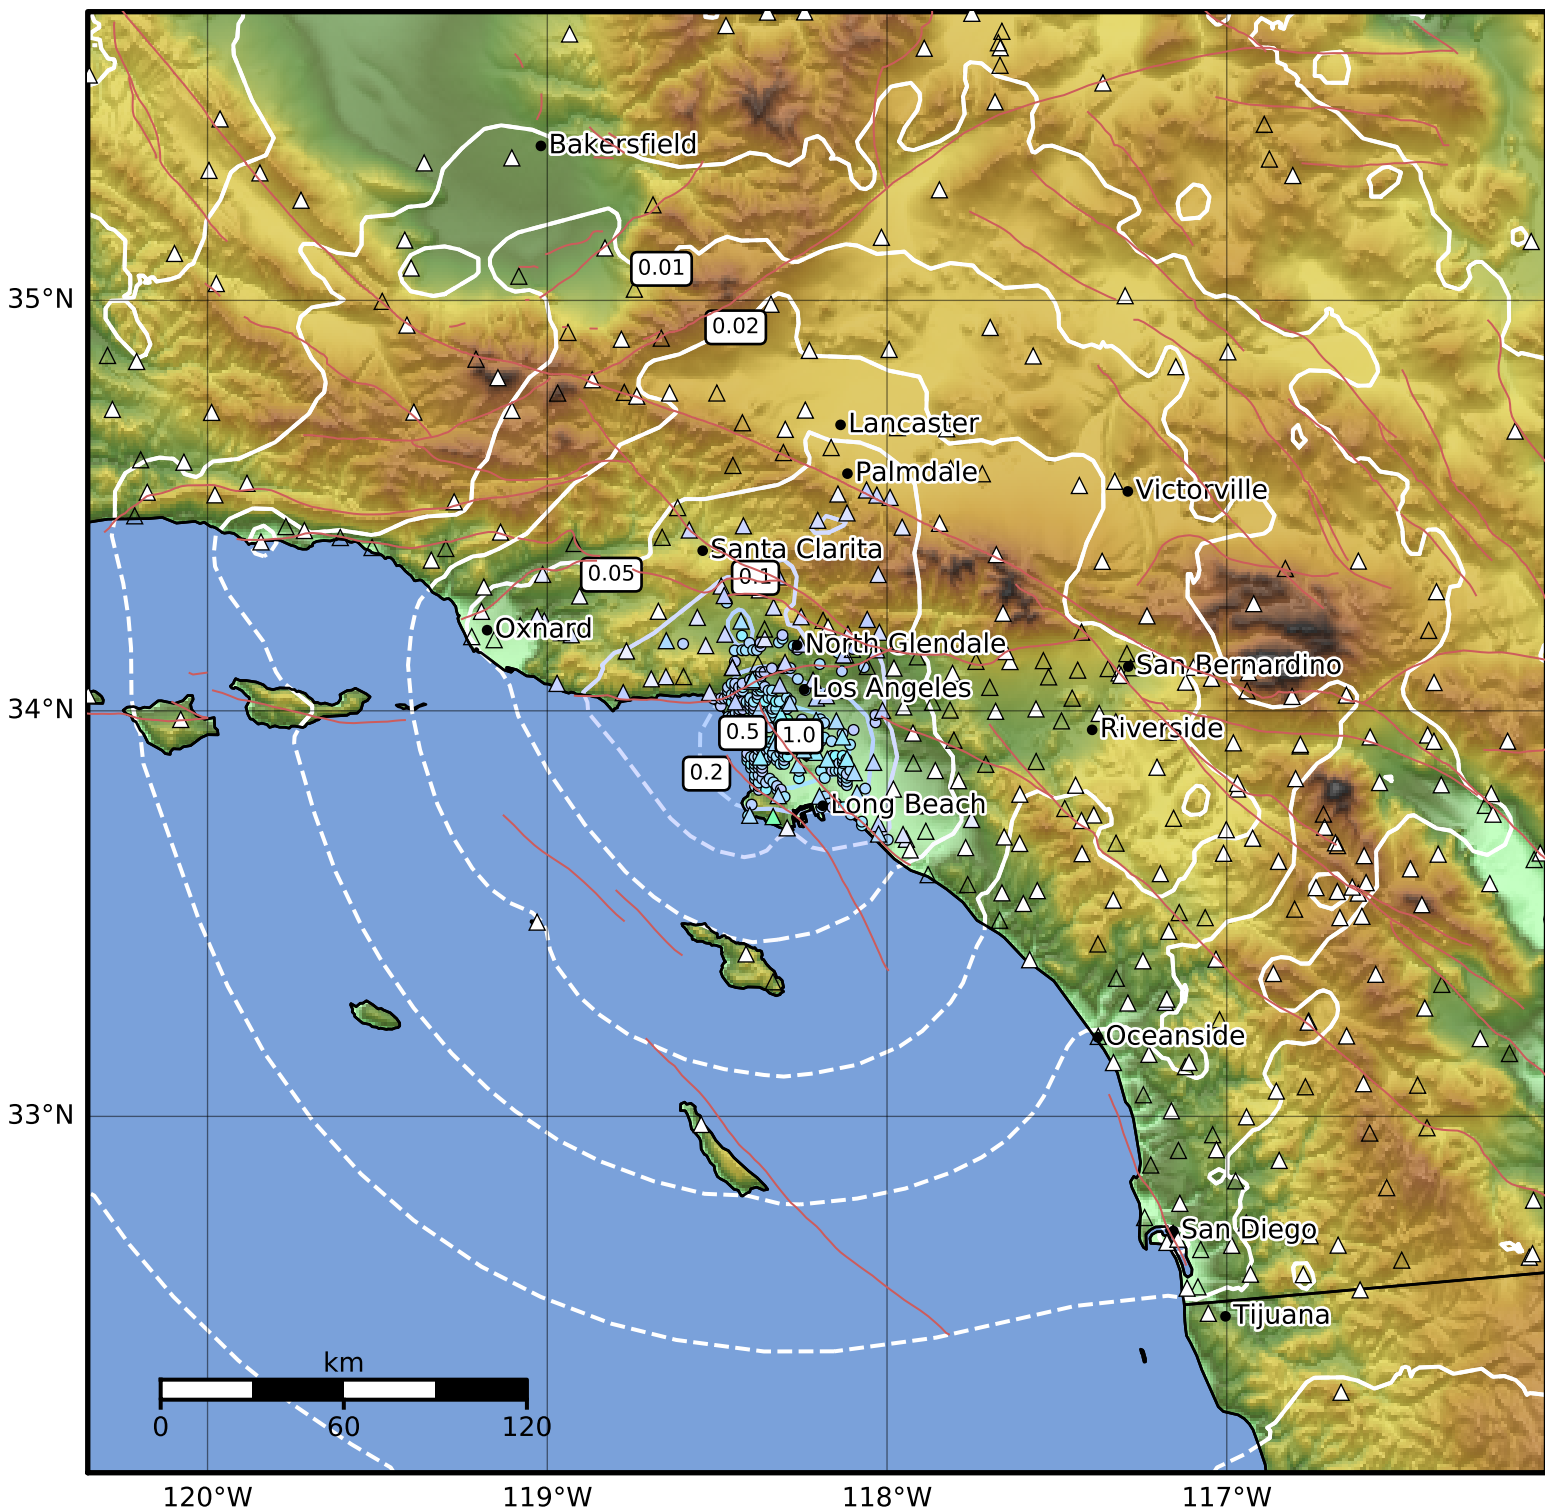 Bakersfield
0.01
35°N
0.02
Lancaster
Palmdale
Victorville
Santa Clarita
0.05
0.1
Oxnard
North Glendale
San Bernardino
Los Angeles
34°N
0.5
1.0
Riverside
0.2
Long Beach
Oceanside
33°N
San Diego
Tijuana
km
0
60
120
120°W
119°W
118°W
117°W